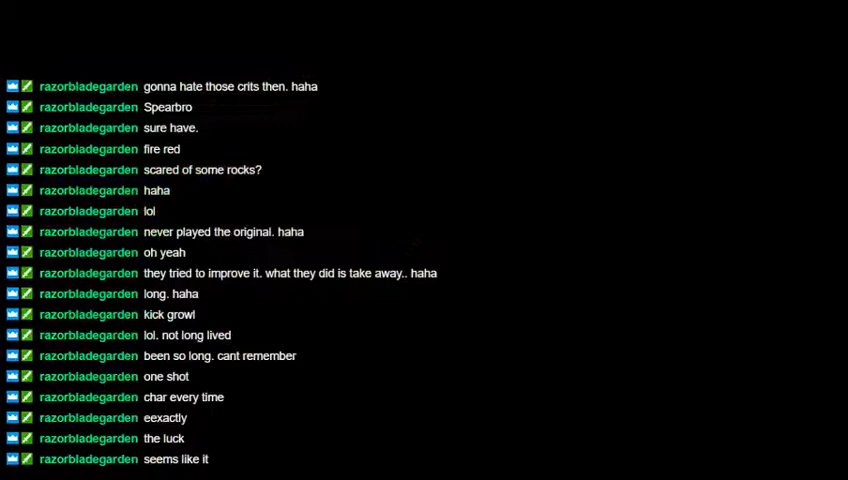 razorbladegarden gonna hate those crits then. haha
razorbladegarden Spearbro
razorbladegarden sure have.
razorbladegarden fire red
razorbladegarden scared of some rocks?
razorbladegarden haha
razorbladegarden lol
razorbladegarden never played the original. haha
razorbladegarden oh yeah
razorbladegarden they tried to improve it. what they did is take away.. haha
razorbladegarden long. haha
razorbladegarden kick growl
razorbladegarden lol. not long lived
razorbladegarden been so long. cant remember
razorbladegarden one shot
razorbladegarden char every time
razorbladegarden eexactly
razorbladegarden the luck
razorbladegarden seems like it